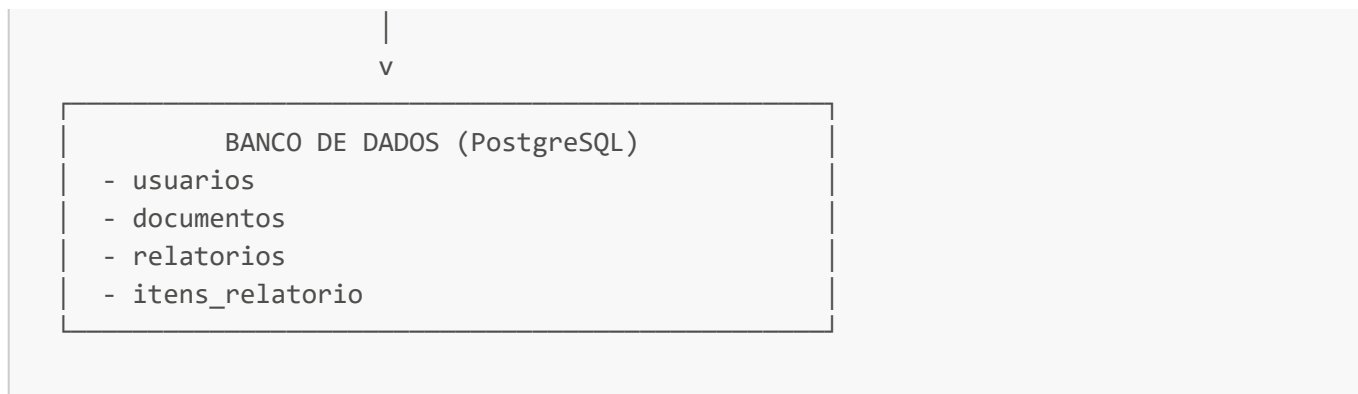 v
BANCO DE DADOS (PostgreSQL)
- usuarios
- documentos
- relatorios
- itens_relatorio